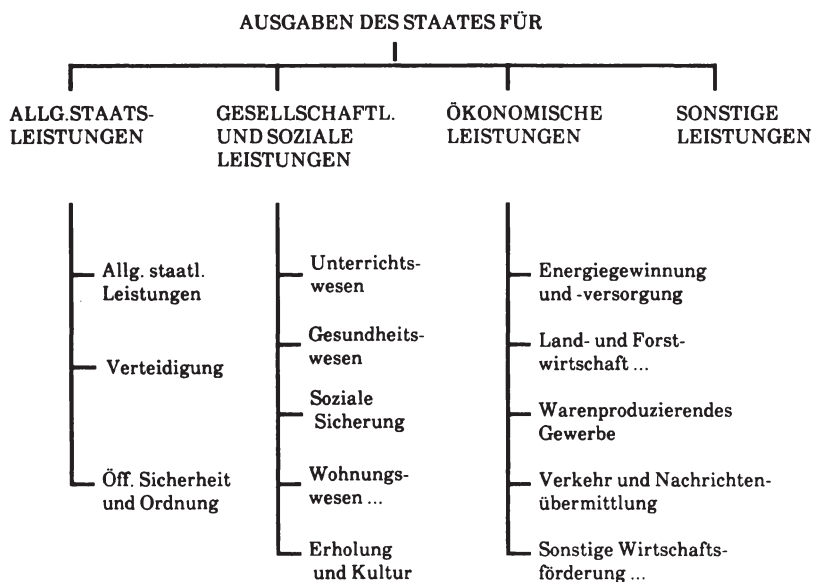 AUSGABEN DES STAATES FÜR
ALLG.STAATS-
LEISTUNGEN
GESELLSCHAFTL.
UND SOZIALE
LEISTUNGEN
ÖKONOMISCHE
LEISTUNGEN
SONSTIGE
LEISTUNGEN
Allg. staatl.
Leistungen
Verteidigung
Öff. Sicherheit
und Ordnung
Unterrichts-
wesen
Gesundheits-
wesen
Soziale
Sicherung
Wohnungs-
wesen ...
Erholung
und Kultur
Energiegewinnung
und -versorgung
Land- und Forst-
wirtschaft ...
Warenproduzierendes
Gewerbe
Verkehr und Nachrichten-
übermittlung
Sonstige Wirtschafts-
förderung ...